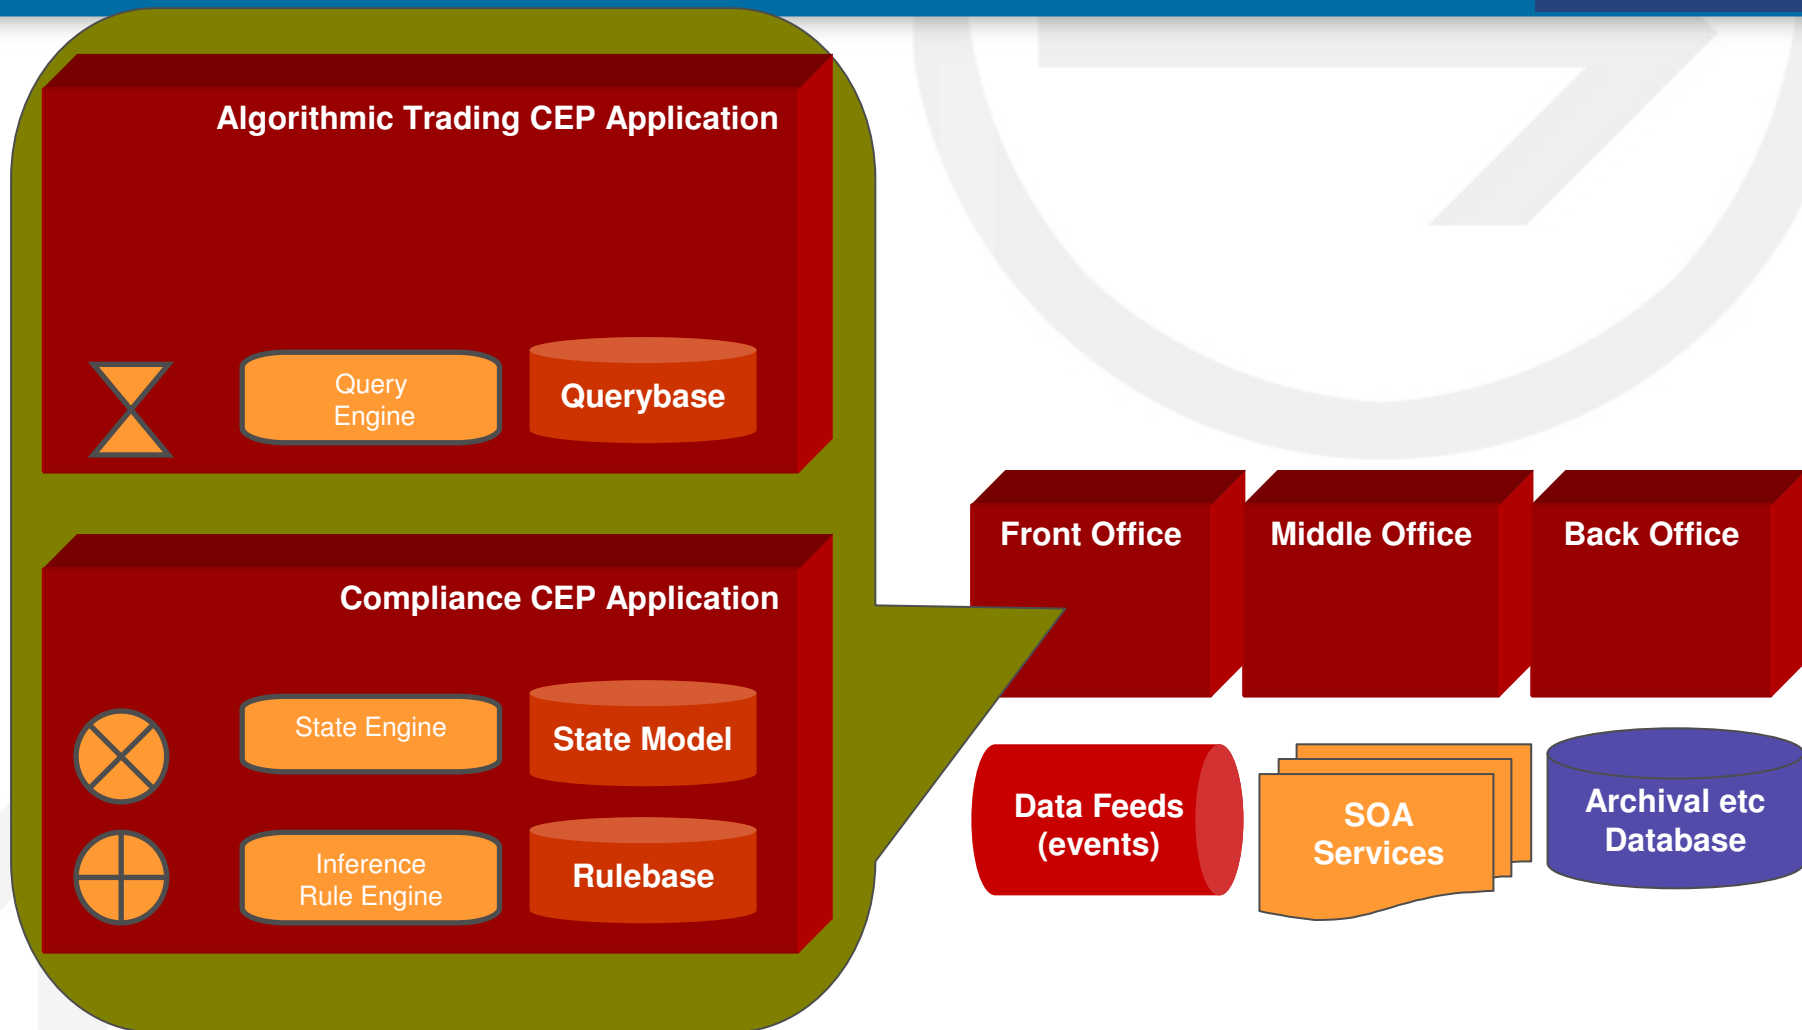 Algorithmic Trading CEP Application
Query
Engine
Querybase
Compliance CEP Application
State Engine
State Model
Inference
Rule Engine
Rulebase
Front Office
Middle Office
Back Office
Data Feeds
(events)
SOA
Services
Archival etc
Database